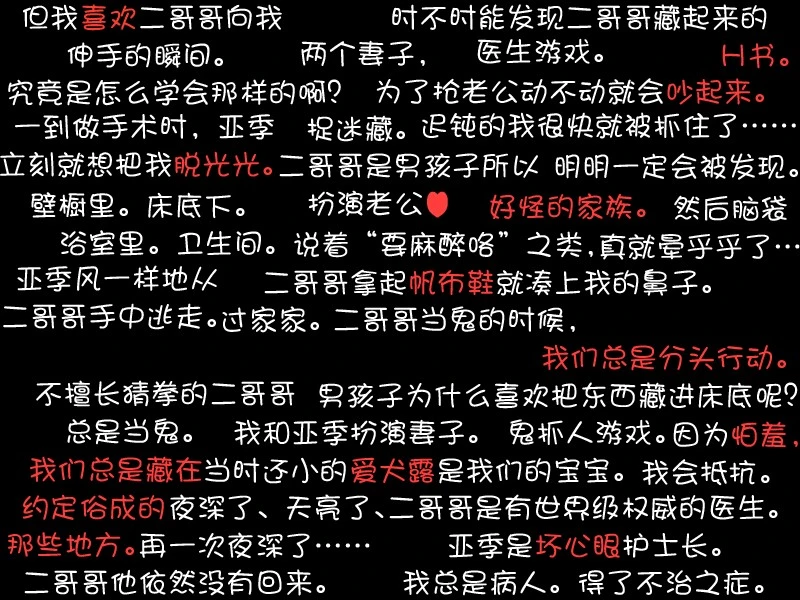 但我喜欢二哥哥向我 时不时能发现二哥哥藏起来的
伸手的瞬间。 两个妻子， 医生游戏。 H书。
究竟是怎么学会那样的啊？ 为了抢老公动不动就会吵起来。
一到做手术时，亚季 捉迷藏。迟钝的我很快就被抓住了……
立刻就想把我脱光光。二哥哥是男孩子所以 明明一定会被发现。
壁橱里。床底下。 扮演老公♥ 好怪的家族。 然后脑袋
浴室里。卫生间。说着“要麻醉咯”之类，真就晕乎乎了…
亚季风一样地从 二哥哥拿起帆布鞋就凑上我的鼻子。
二哥哥手中逃走。过家家。二哥哥当鬼的时候，
我们总是分头行动。
不擅长猜拳的二哥哥 男孩子为什么喜欢把东西藏进床底呢？
总是当鬼。 我和亚季扮演妻子。 鬼抓人游戏。因为怕羞，
我们总是藏在当时还小的爱犬露是我们的宝宝。我会抵抗。
约定俗成的夜深了、天亮了、二哥哥是有世界级权威的医生。
那些地方。再一次夜深了…… 亚季是坏心眼护士长。
二哥哥他依然没有回来。 我总是病人。得了不治之症。